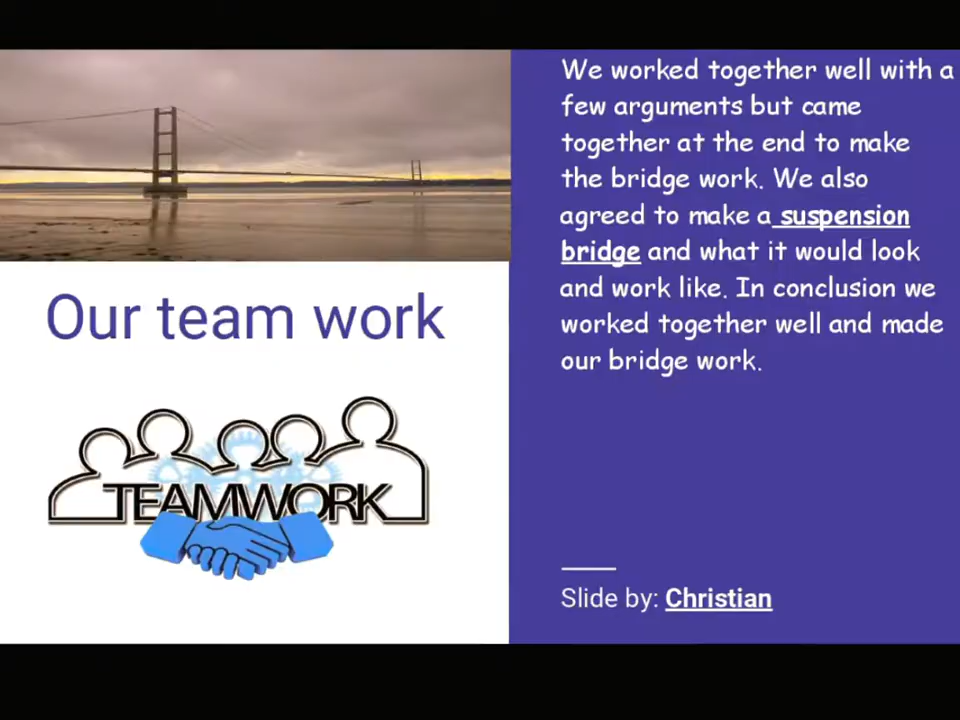 Our team work
TEAMWORK
We worked together well with a
few arguments but came
together at the end to make
the bridge work. We also
agreed to make a suspension
bridge and what it would look
and work like. In conclusion we
worked together well and made
our bridge work.
Slide by: Christian